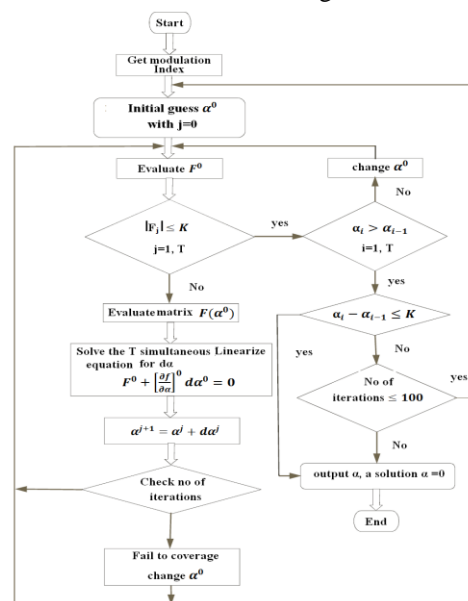 Start
Get modulation
Index
Initial guess α⁰
with j=0
Evaluate F⁰
change α⁰
No
|Fⱼ| ≤ K
j=1, T
yes
αᵢ > αᵢ₋₁
i=1, T
No
yes
Evaluate matrix F(α⁰)
αᵢ − αᵢ₋₁ ≤ K
Solve the T simultaneous Linearize
equation for dα
F⁰ + [∂f/∂α]⁰ dα⁰ = 0
yes
No
yes
No of
iterations ≤ 100
αʲ⁺¹ = αʲ + dαʲ
No
Check no of
iterations
output α, a solution α =0
End
Fail to coverage
change α⁰